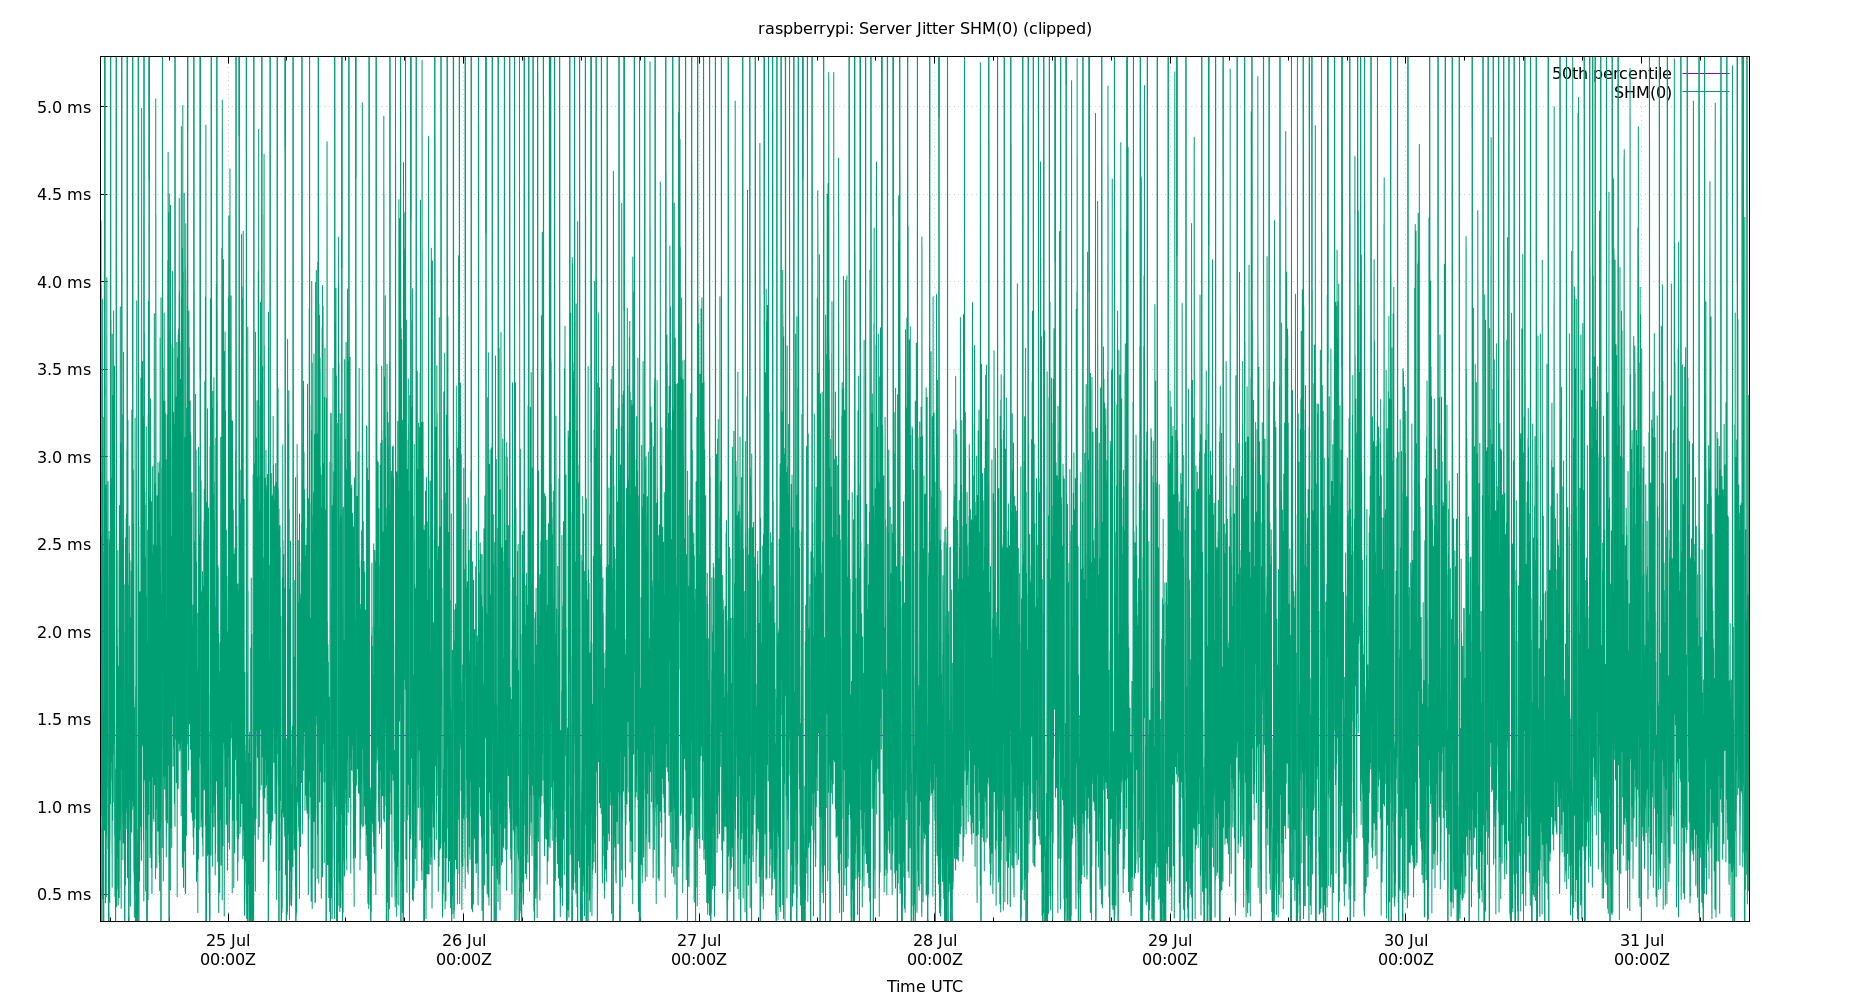 raspberrypi: Server Jitter SHM(0) (clipped)
50th percentile
SHM(0)
5.0 ms
4.5 ms
4.0 ms
3.5 ms
3.0 ms
2.5 ms
2.0 ms
1.5 ms
1.0 ms
0.5 ms
25 Jul 26 Jul 27 Jul 28 Jul 29 Jul 30 Jul 31 Jul
00:00Z 00:00Z 00:00Z 00:00Z 00:00Z 00:00Z 00:00Z
Time UTC